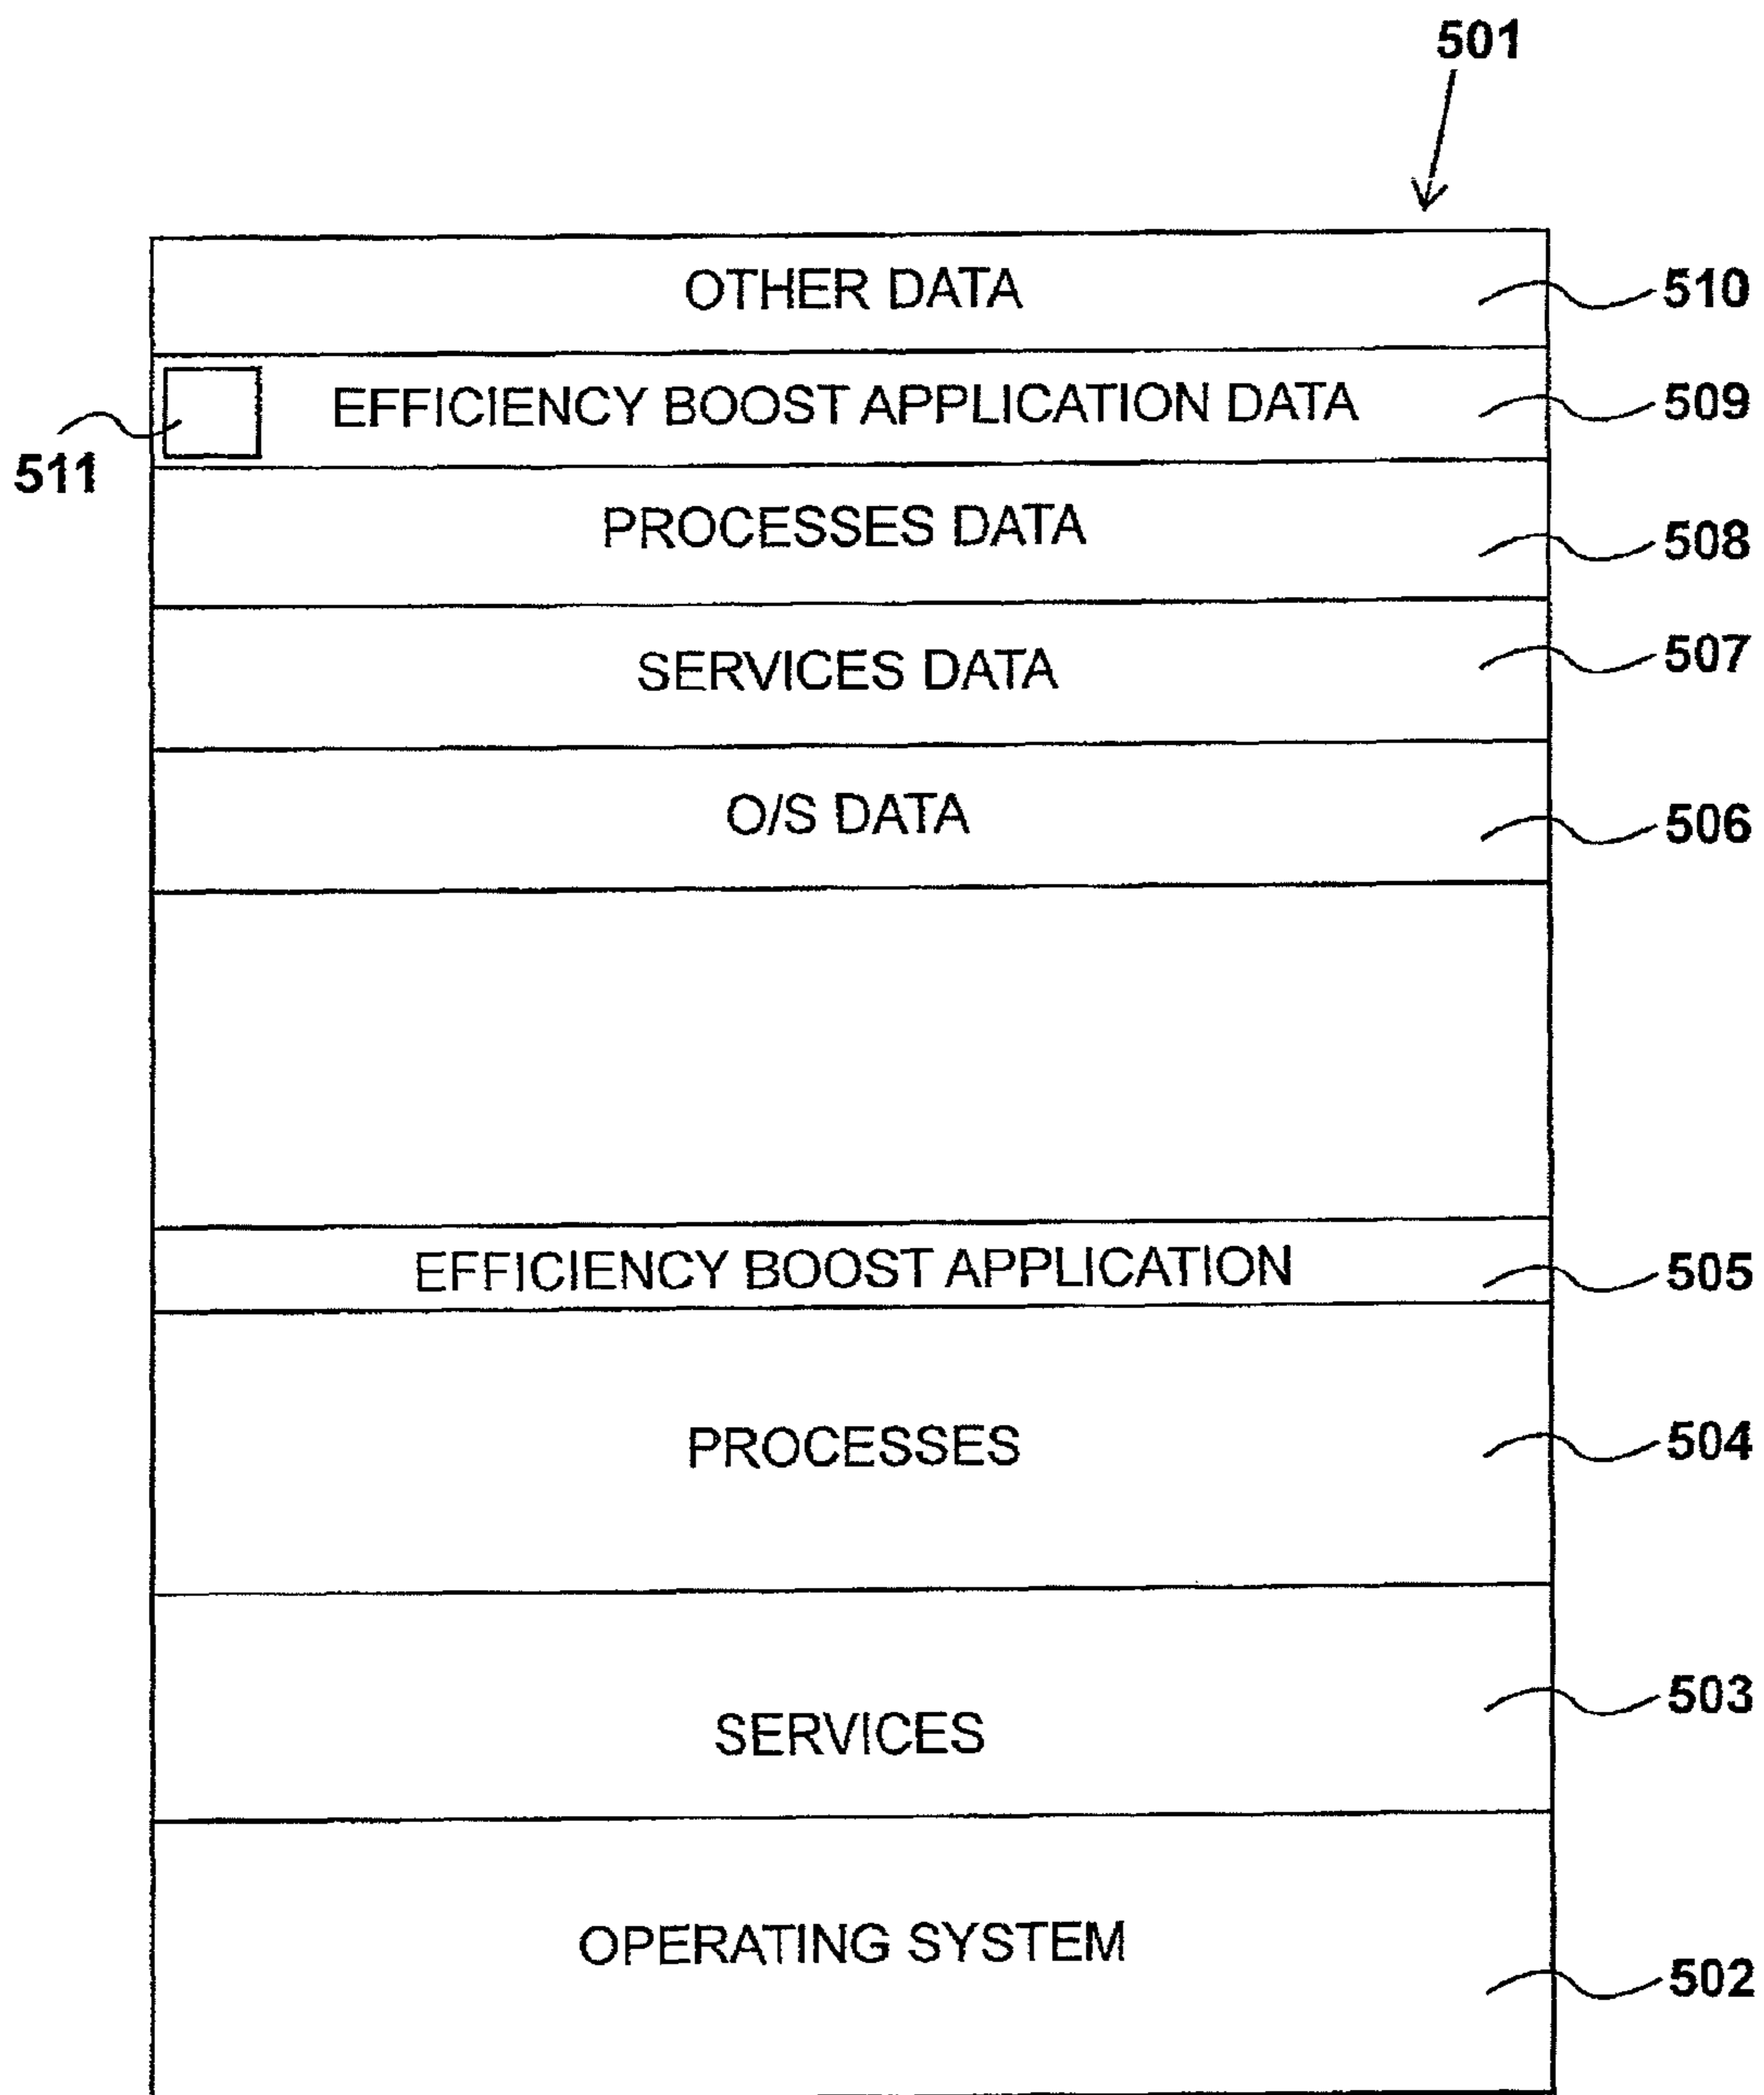 501
OTHER DATA 510
EFFICIENCY BOOST APPLICATION DATA 509
511
PROCESSES DATA 508
SERVICES DATA 507
O/S DATA 506
EFFICIENCY BOOST APPLICATION 505
PROCESSES 504
SERVICES 503
OPERATING SYSTEM 502